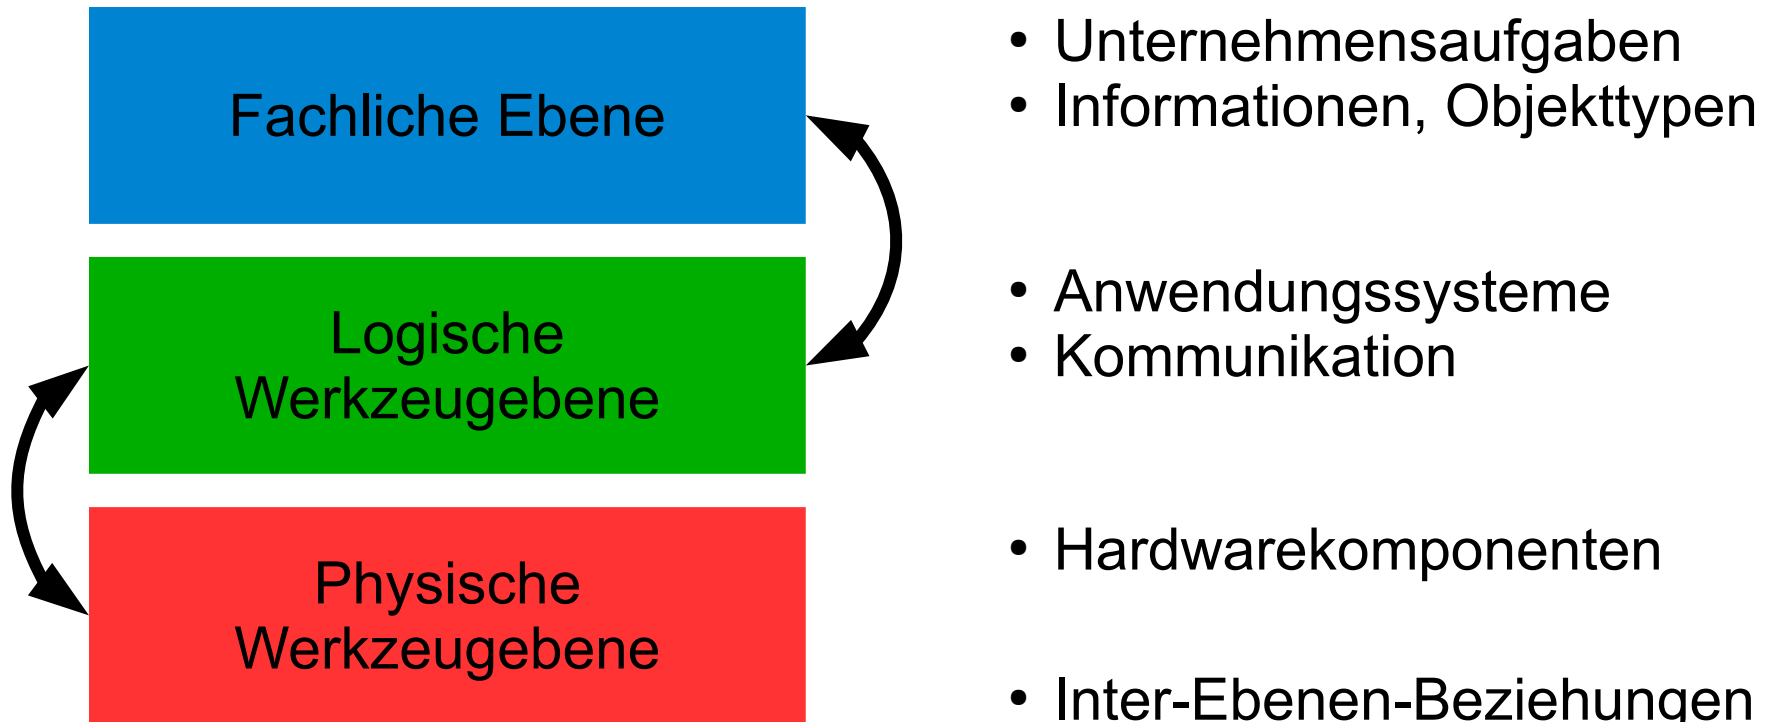 Fachliche Ebene
• Unternehmensaufgaben
• Informationen, Objekttypen
Logische
Werkzeugebene
• Anwendungssysteme
• Kommunikation
Physische
Werkzeugebene
• Hardwarekomponenten
• Inter-Ebenen-Beziehungen